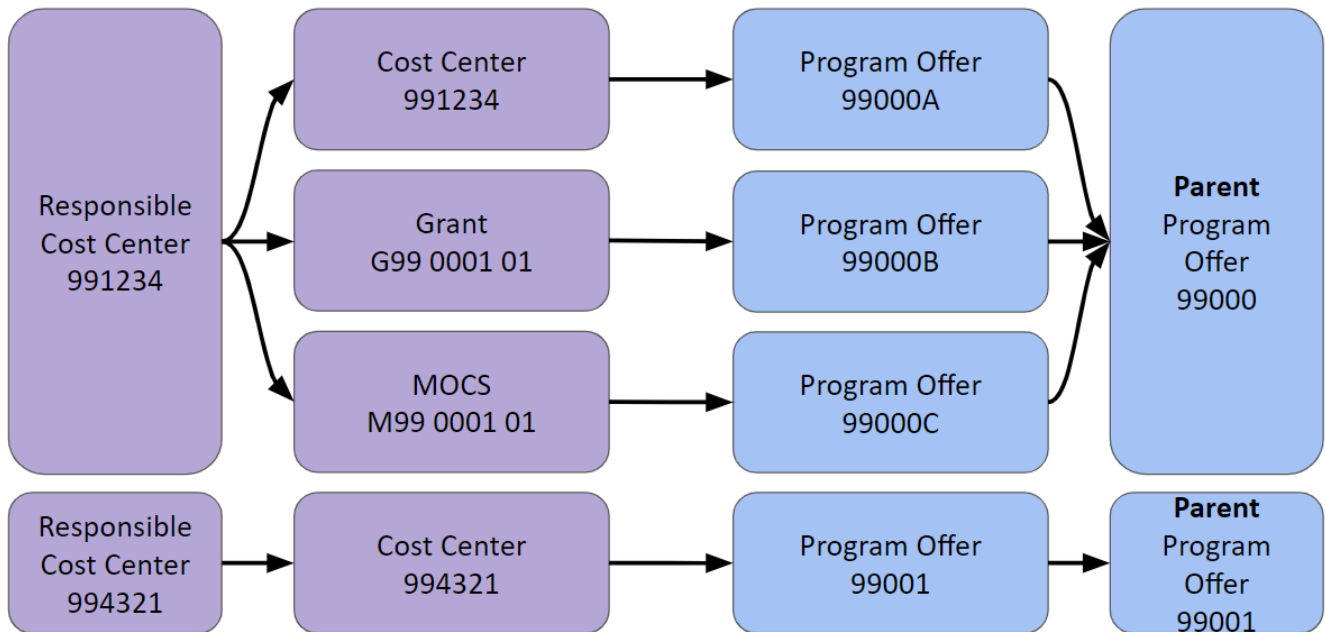 Responsible
Cost Center
991234
Cost Center
991234
Program Offer
99000A
Grant
G99 0001 01
Program Offer
99000B
MOCS
M99 0001 01
Program Offer
99000C
Parent
Program
Offer
99000
Responsible
Cost Center
994321
Cost Center
994321
Program Offer
99001
Parent
Program
Offer
99001